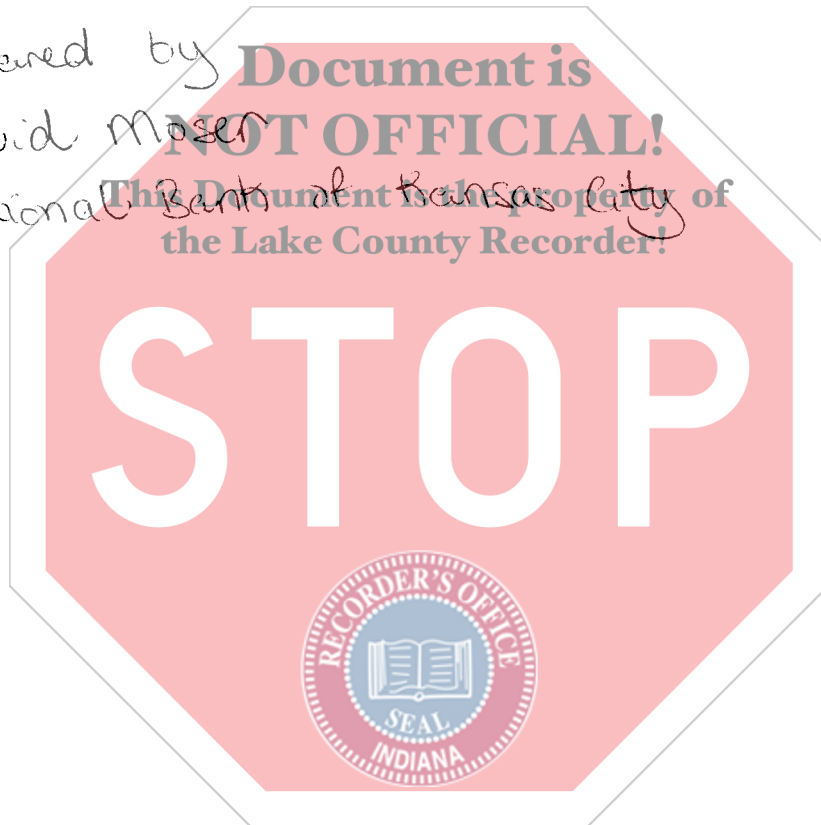 ared by
Document is
vid Moser
NOT OFFICIAL!
ional Bank of Kansas City
This Document is the property of
the Lake County Recorder!
STOP
RECORDER'S OFFICE
SEAL
INDIANA